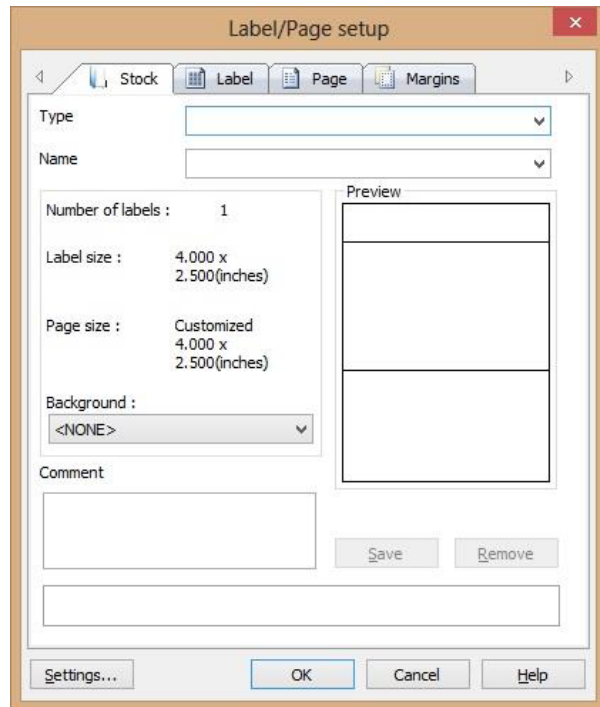 Label/Page setup
Stock Label Page Margins
Type
Name
Number of labels : 1
Label size : 4.000 x
2.500(inches)
Page size : Customized
4.000 x
2.500(inches)
Background :
<NONE>
Preview
Comment
Save Remove
Settings... OK Cancel Help